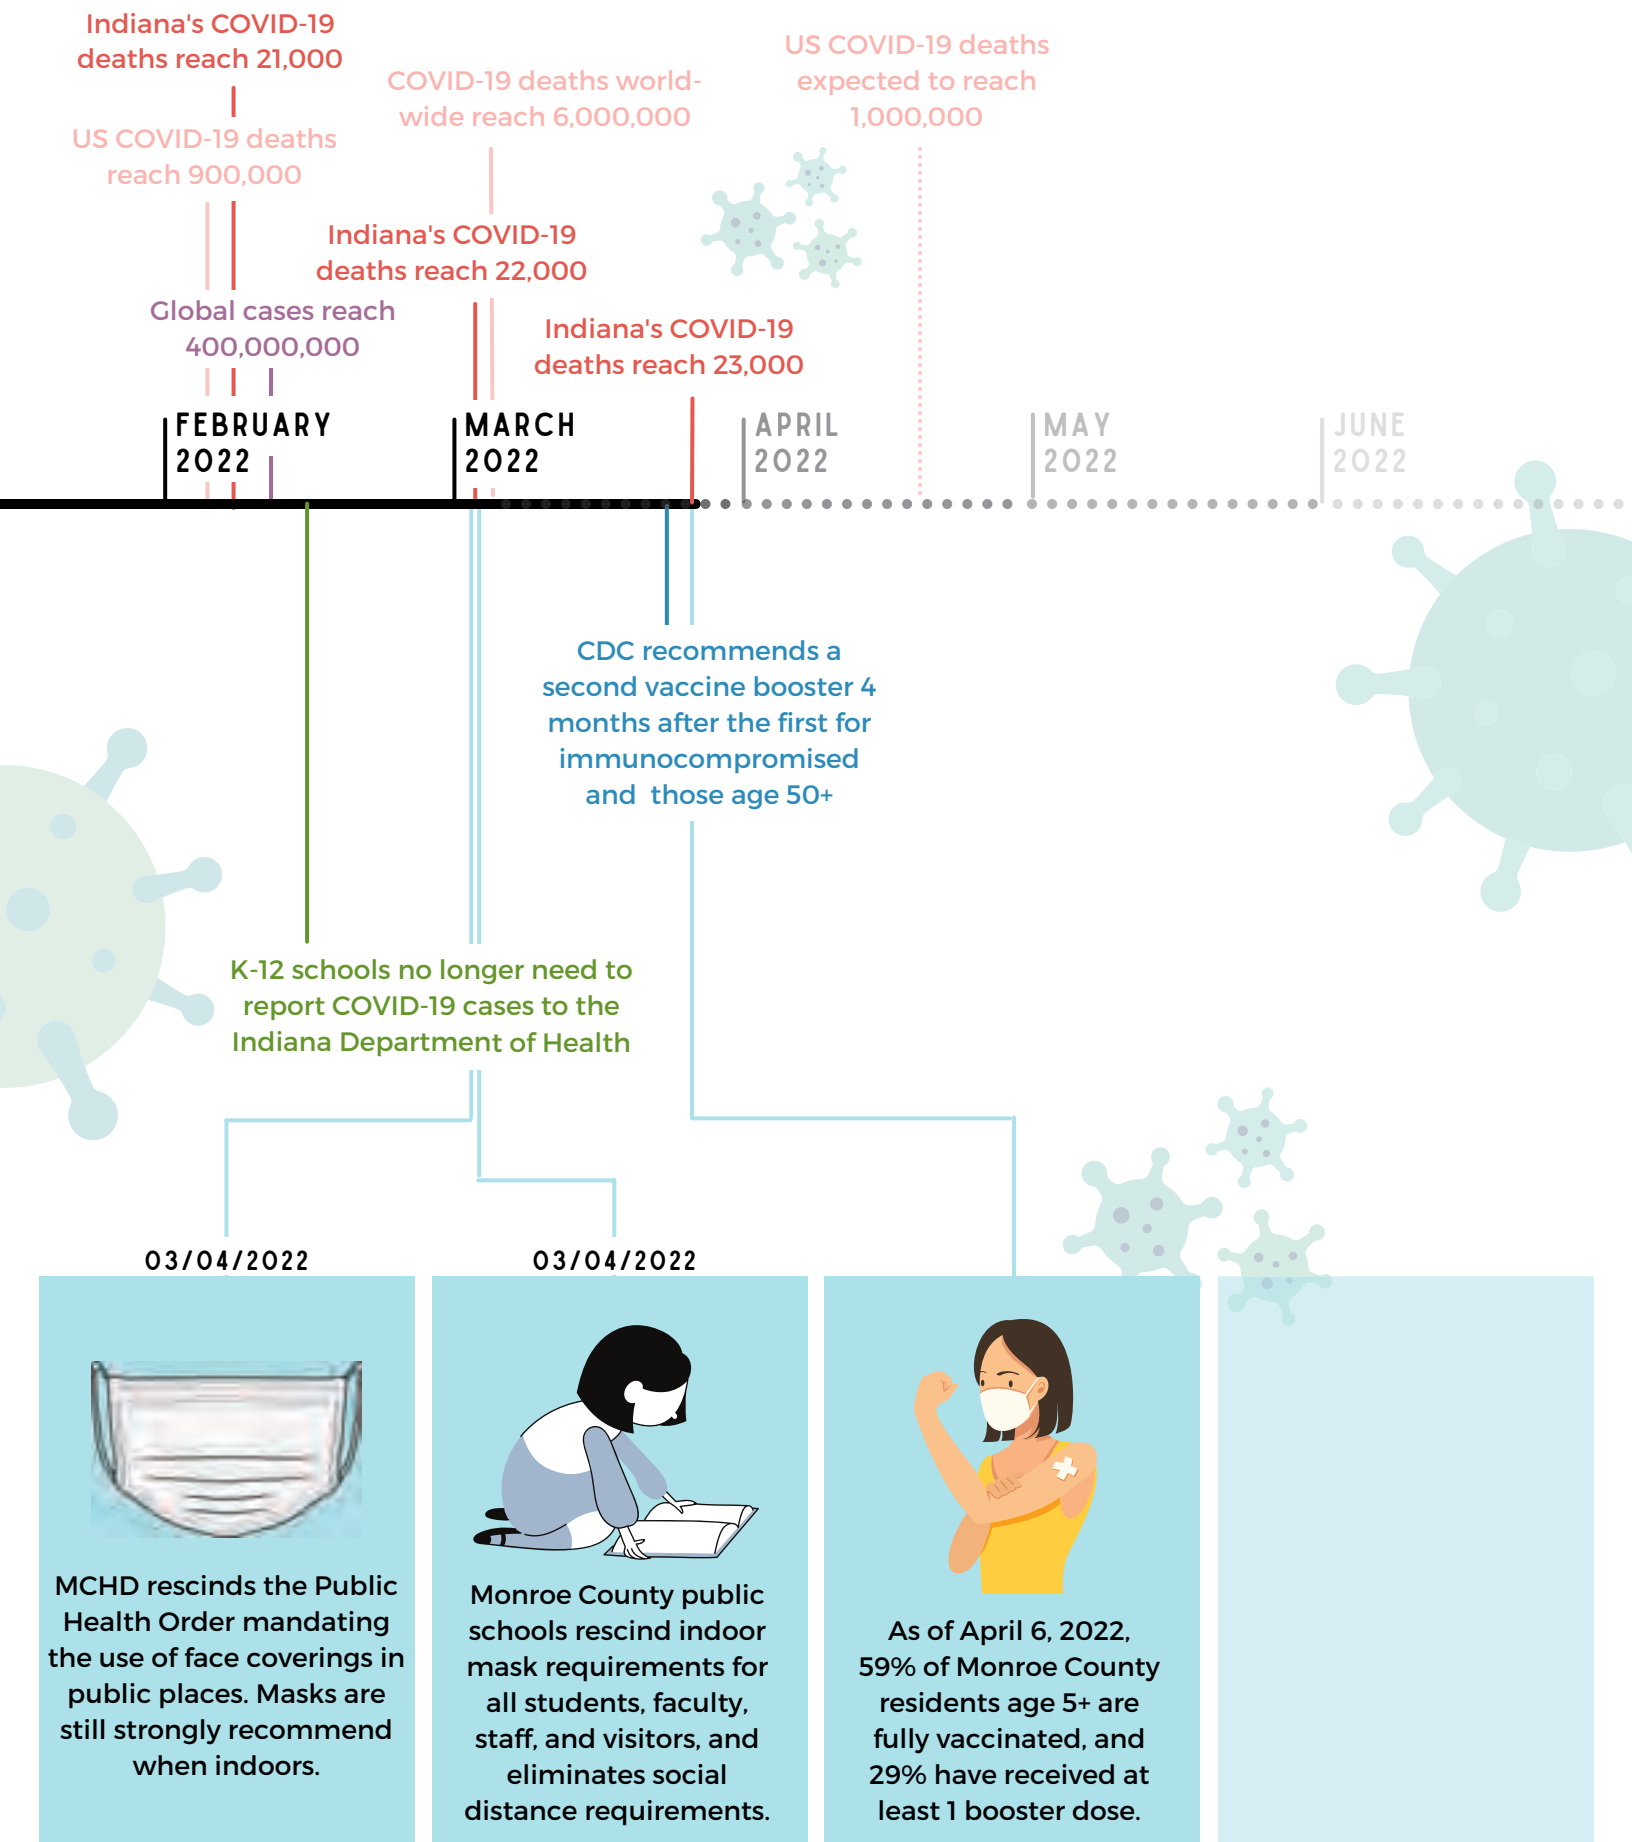 Indiana's COVID-19
deaths reach 21,000
US COVID-19 deaths
reach 900,000
Global cases reach
400,000,000
COVID-19 deaths world-
wide reach 6,000,000
Indiana's COVID-19
deaths reach 22,000
Indiana's COVID-19
deaths reach 23,000
US COVID-19 deaths
expected to reach
1,000,000
FEBRUARY
2022
MARCH
2022
APRIL
2022
MAY
2022
JUNE
2022
CDC recommends a
second vaccine booster 4
months after the first for
immunocompromised
and those age 50+
K-12 schools no longer need to
report COVID-19 cases to the
Indiana Department of Health
03/04/2022
MCHD rescinds the Public
Health Order mandating
the use of face coverings in
public places. Masks are
still strongly recommend
when indoors.
03/04/2022
Monroe County public
schools rescind indoor
mask requirements for
all students, faculty,
staff, and visitors, and
eliminates social
distance requirements.
As of April 6, 2022,
59% of Monroe County
residents age 5+ are
fully vaccinated, and
29% have received at
least 1 booster dose.